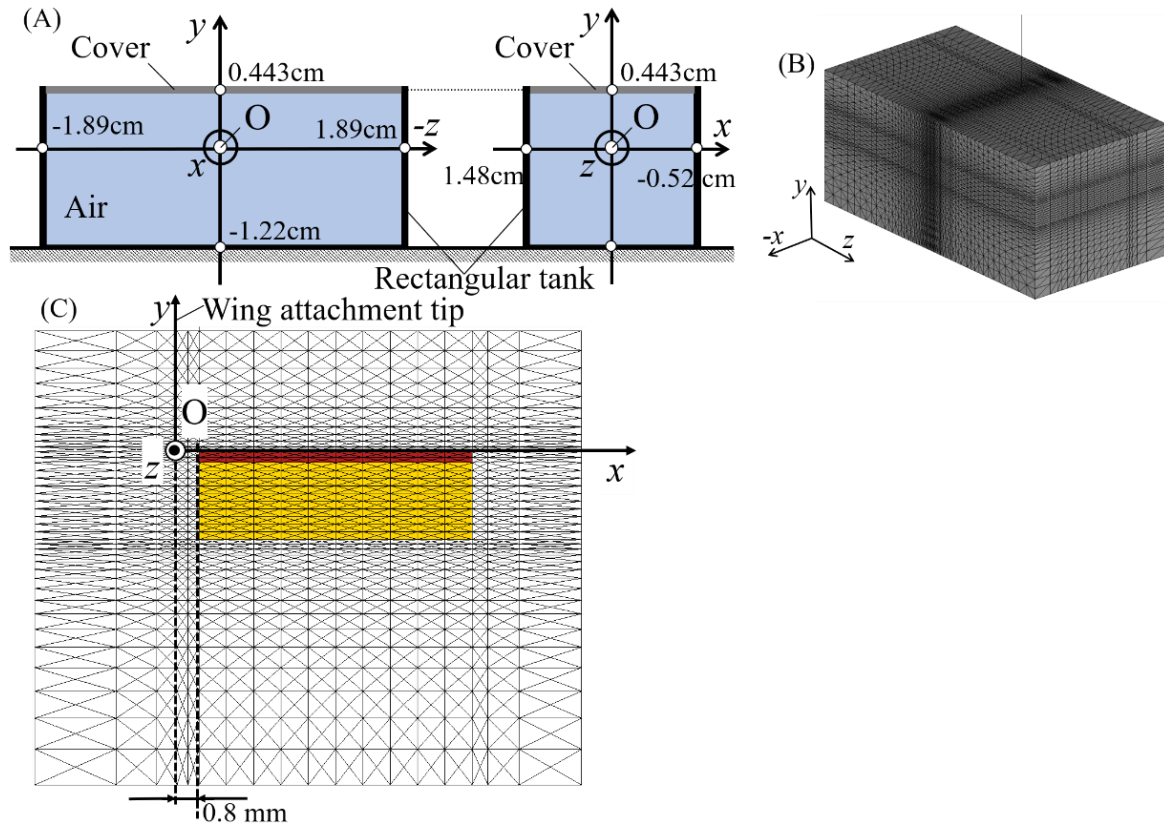 (A)
y
Cover
0.443cm
-1.89cm
O
1.89cm
-z
x
Air
-1.22cm
y
Cover
0.443cm
O
x
z
1.48cm
-0.52 cm
Rectangular tank
(B)
y
-x
z
(C)
y
Wing attachment tip
O
z
x
0.8 mm